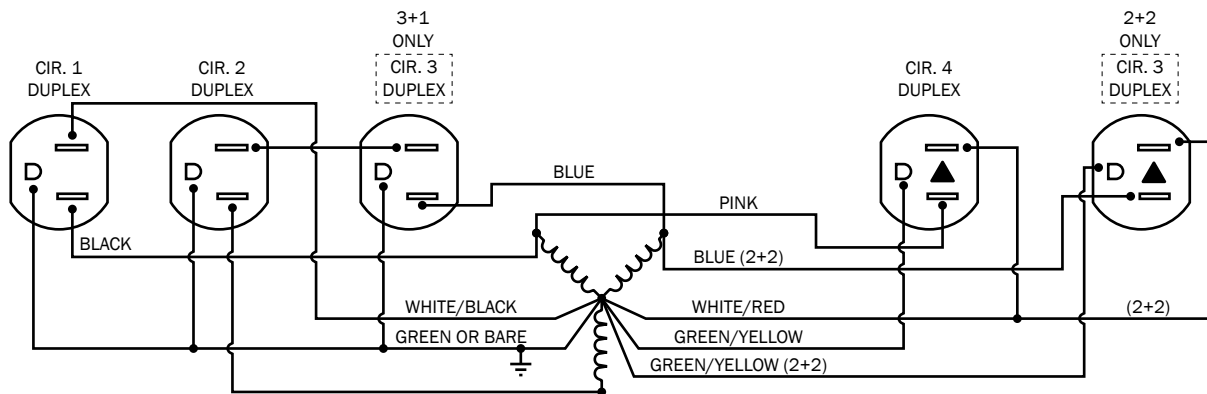 3+1
ONLY
2+2
ONLY
CIR. 1
DUPLEX
CIR. 2
DUPLEX
CIR. 3
DUPLEX
CIR. 4
DUPLEX
CIR. 3
DUPLEX
BLUE
PINK
BLACK
BLUE (2+2)
WHITE/BLACK
WHITE/RED
(2+2)
GREEN OR BARE
GREEN/YELLOW
GREEN/YELLOW (2+2)